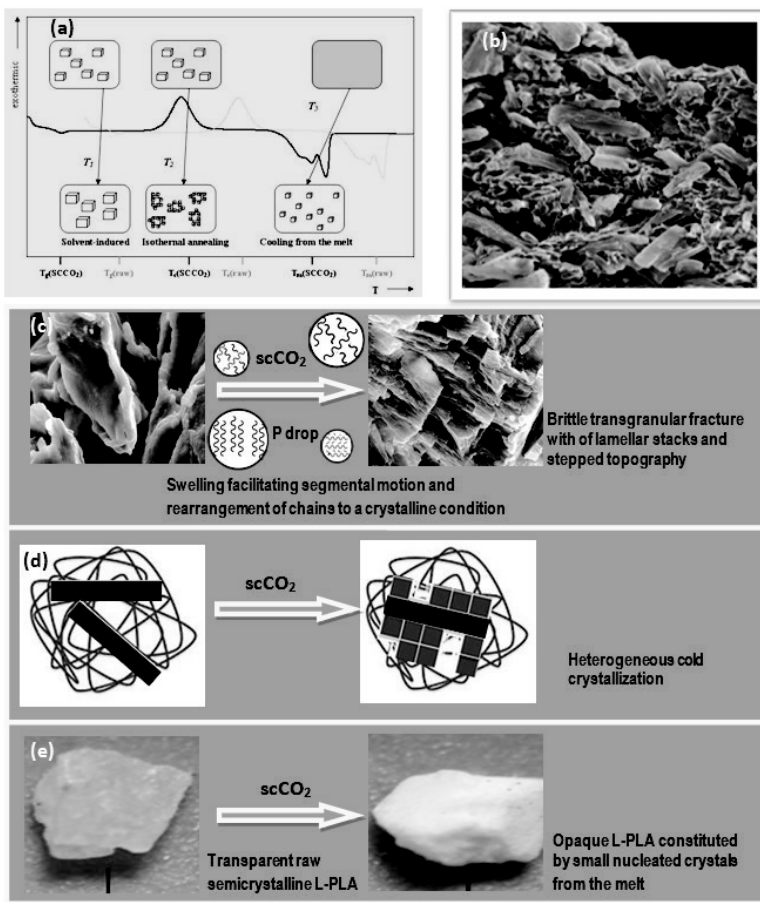 (a)
exothermic
T1
T2
T3
Solvent-induced
Isothernal annealing
Cooling from the melt
Tg(SCCO2)
Tg(raw)
Tc(SCCO2)
Tc(raw)
Tm(SCCO2)
Tm(raw)
T
(b)
(c)
scCO2
P drop
Swelling facilitating segmental motion and
rearrangement of chains to a crystalline condition
Brittle transgranular fracture
with of lamellar stacks and
stepped topography
(d)
scCO2
Heterogeneous cold
crystallization
(e)
scCO2
Transparent raw
semicrystalline L-PLA
Opaque L-PLA constituted
by small nucleated crystals
from the melt